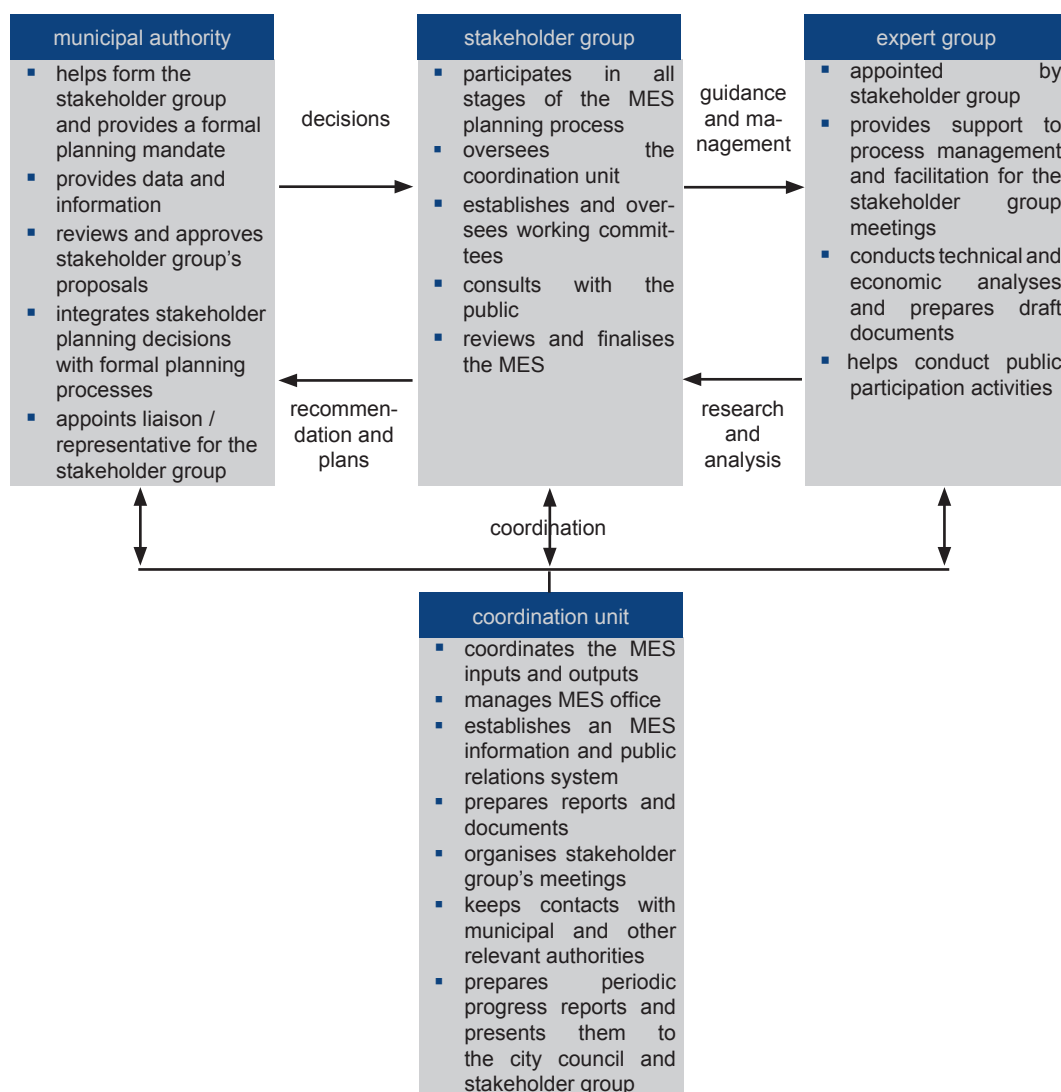 municipal authority
helps form the
stakeholder group
and provides a formal
planning mandate
provides data and
information
reviews and approves
stakeholder group's
proposals
integrates stakeholder
planning decisions
with formal planning
processes
appoints liaison /
representative for the
stakeholder group
decisions
recommen-
dation and
plans
stakeholder group
participates in all
stages of the MES
planning process
oversees the
coordination unit
establishes and over-
sees working commit-
tees
consults with the
public
reviews and finalises
the MES
guidance
and ma-
nagement
research
and
analysis
expert group
appointed by
stakeholder group
provides support to
process management
and facilitation for the
stakeholder group
meetings
conducts technical and
economic analyses
and prepares draft
documents
helps conduct public
participation activities
coordination
coordination unit
coordinates the MES
inputs and outputs
manages MES office
establishes an MES
information and public
relations system
prepares reports and
documents
organises stakeholder
group's meetings
keeps contacts with
municipal and other
relevant authorities
prepares periodic
progress reports and
presents them to
the city council and
stakeholder group